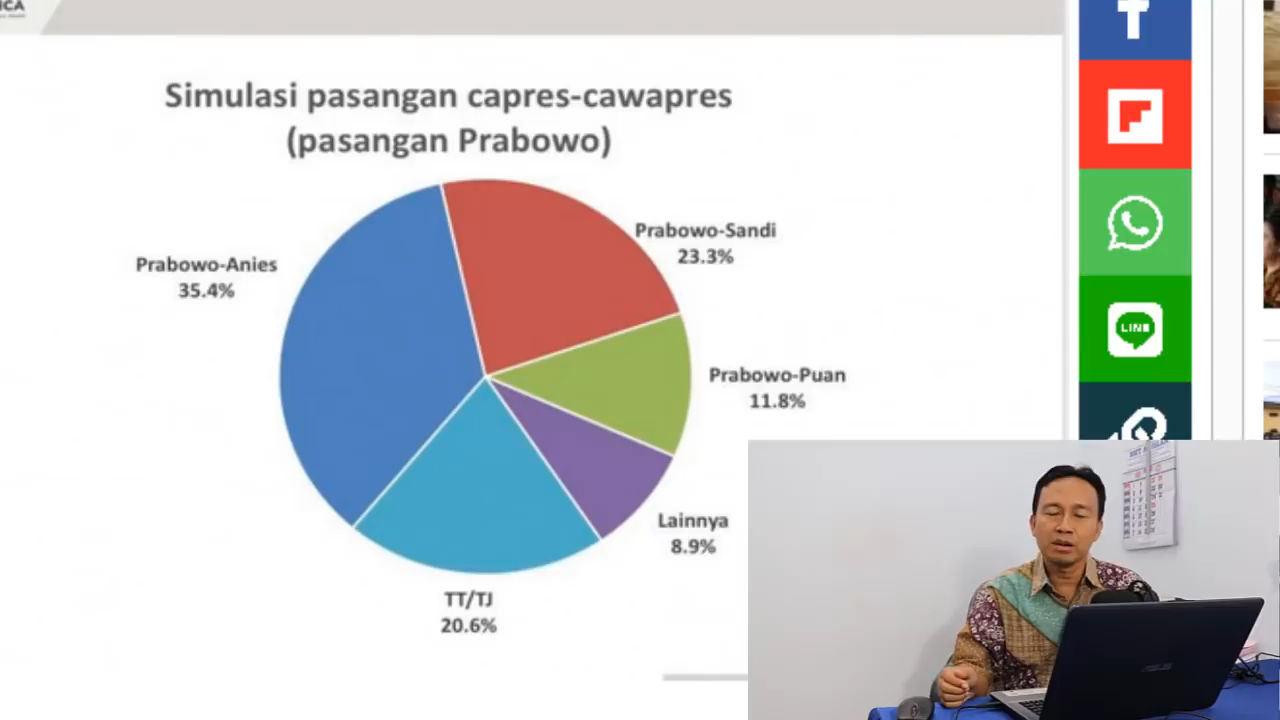 Simulasi pasangan capres-cawapres
(pasangan Prabowo)
Prabowo-Sandi
23.3%
Prabowo-Anies
35.4%
Prabowo-Puan
11.8%
Lainnya
8.9%
TT/TJ
20.6%
LINE
ASUS